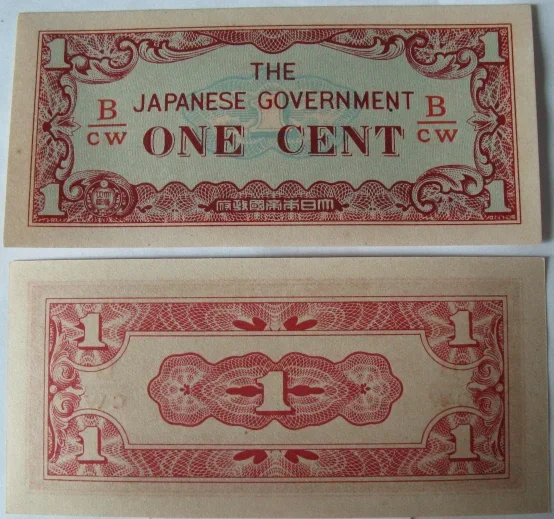 1 1
THE
B JAPANESE GOVERNMENT B
CW ONE CENT CW
1 1
大日本帝國政府
1 1
1
1 1